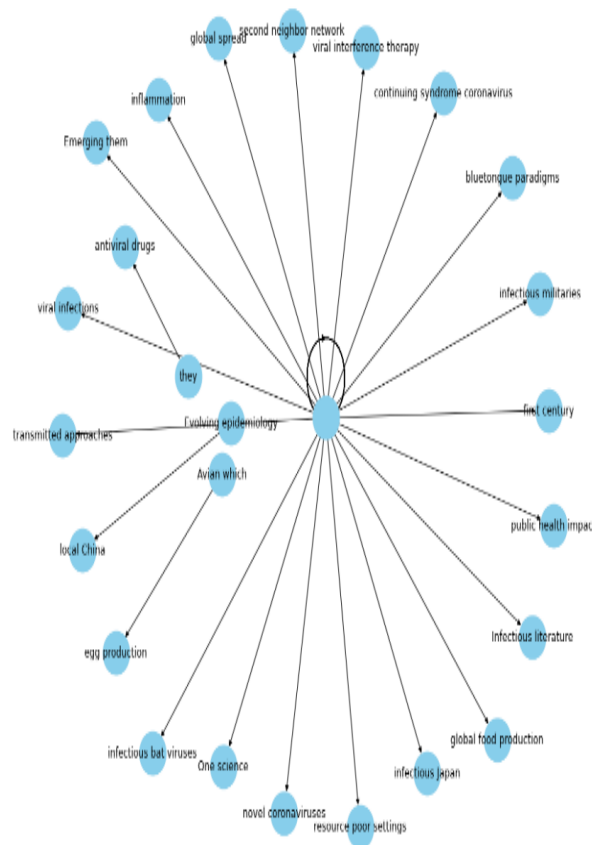 second neighbor network
global spread
viral interference therapy
continuing syndrome coronavirus
inflammation
Emerging them
bluetongue paradigms
antiviral drugs
infectious militaries
viral infections
they
first century
Evolving epidemiology
transmitted approaches
Avian which
public health impac
local China
Infectious literature
egg production
global food production
infectious bat viruses
One science
infectious Japan
novel coronaviruses
resource poor settings